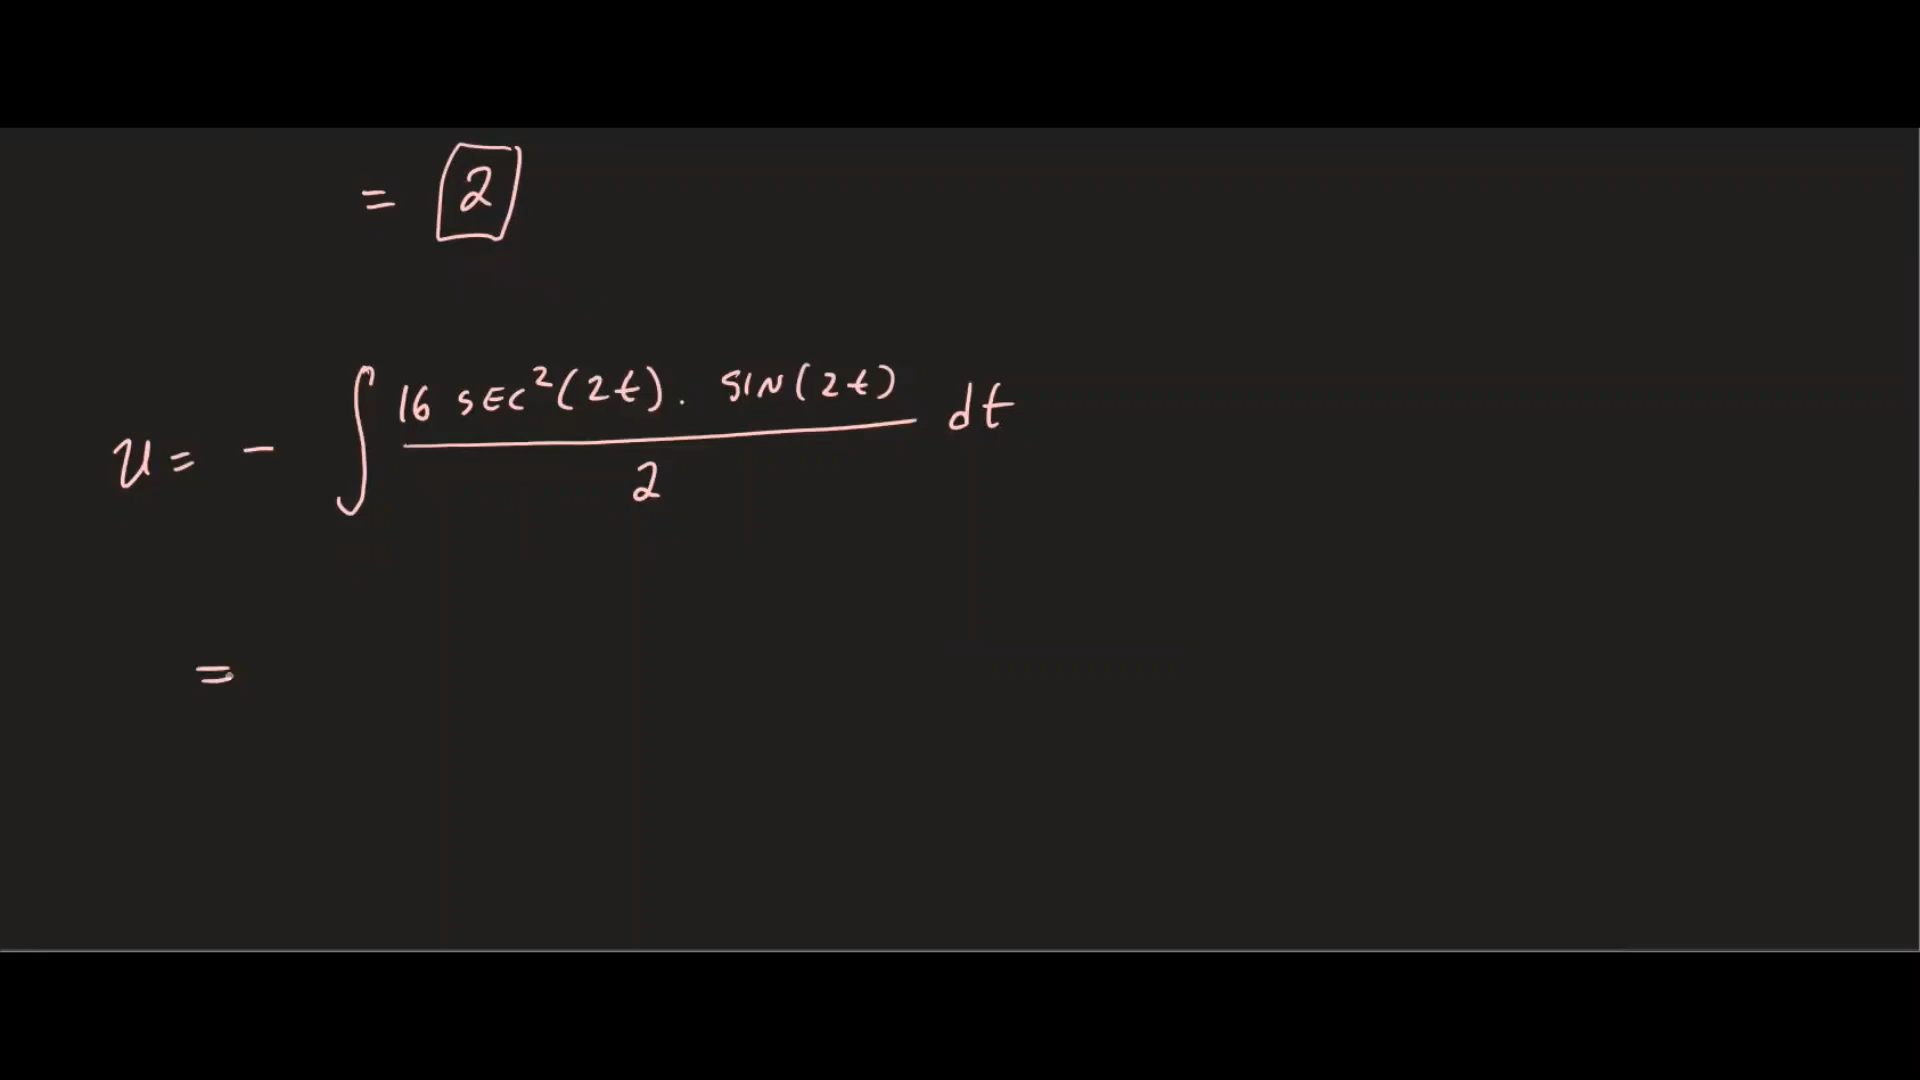 = 2
u = - ∫ 16 SEC²(2t) . SIN(2t) / 2 dt
=